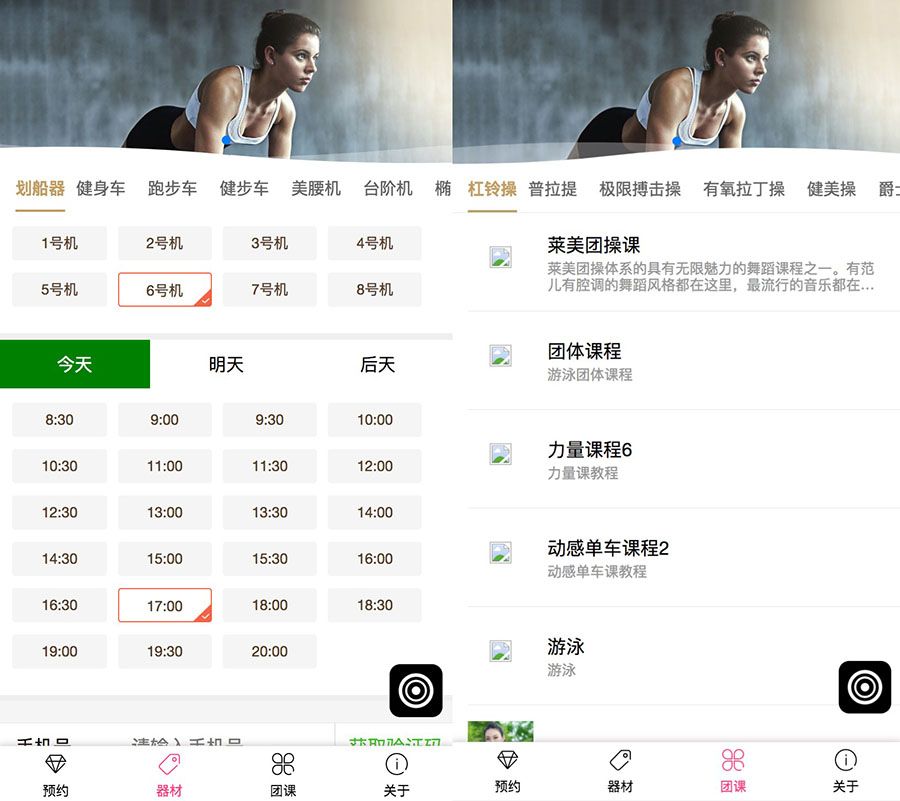 划船器 健身车 跑步车 健步车 美腰机 台阶机 椭
1号机 2号机 3号机 4号机
5号机 6号机 7号机 8号机
今天 明天 后天
8:30 9:00 9:30 10:00
10:30 11:00 11:30 12:00
12:30 13:00 13:30 14:00
14:30 15:00 15:30 16:00
16:30 17:00 18:00 18:30
19:00 19:30 20:00
手机号 请输入手机号 获取验证码
预约 器材 团课 关于
杠铃操 普拉提 极限搏击操 有氧拉丁操 健美操 爵士
莱美团操课
莱美团操体系的具有无限魅力的舞蹈课程之一。有范
儿有腔调的舞蹈风格都在这里，最流行的音乐都在...
团体课程
游泳团体课程
力量课程6
力量课教程
动感单车课程2
动感单车课教程
游泳
游泳
预约 器材 团课 关于